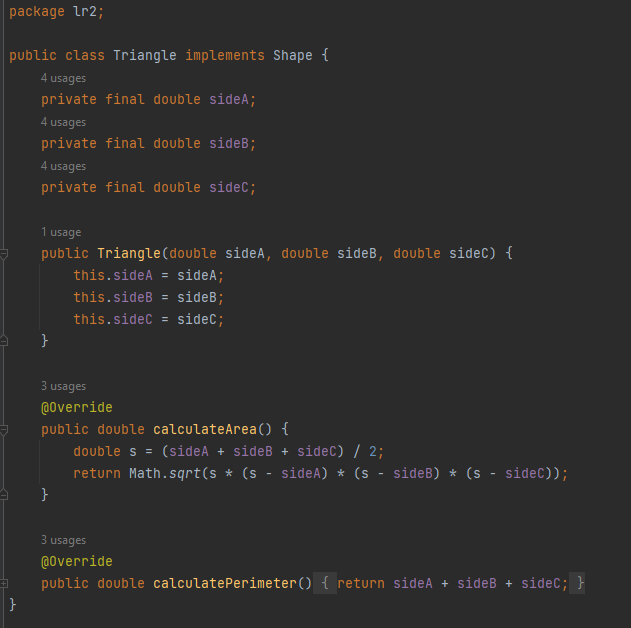 package lr2;
public class Triangle implements Shape {
4 usages
private final double sideA;
4 usages
private final double sideB;
4 usages
private final double sideC;
1 usage
public Triangle(double sideA, double sideB, double sideC) {
this.sideA = sideA;
this.sideB = sideB;
this.sideC = sideC;
}
3 usages
@Override
public double calculateArea() {
double s = (sideA + sideB + sideC) / 2;
return Math.sqrt(s * (s - sideA) * (s - sideB) * (s - sideC));
}
3 usages
@Override
public double calculatePerimeter() { return sideA + sideB + sideC; }
}